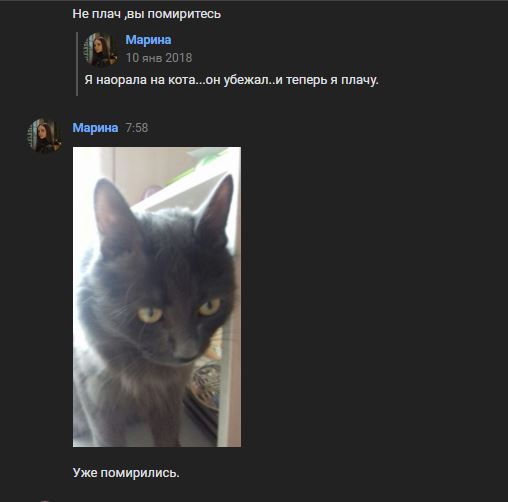 Не плач ,вы помиритесь
Марина
10 янв 2018
Я наорала на кота...он убежал..и теперь я плачу.
Марина 7:58
Уже помирились.